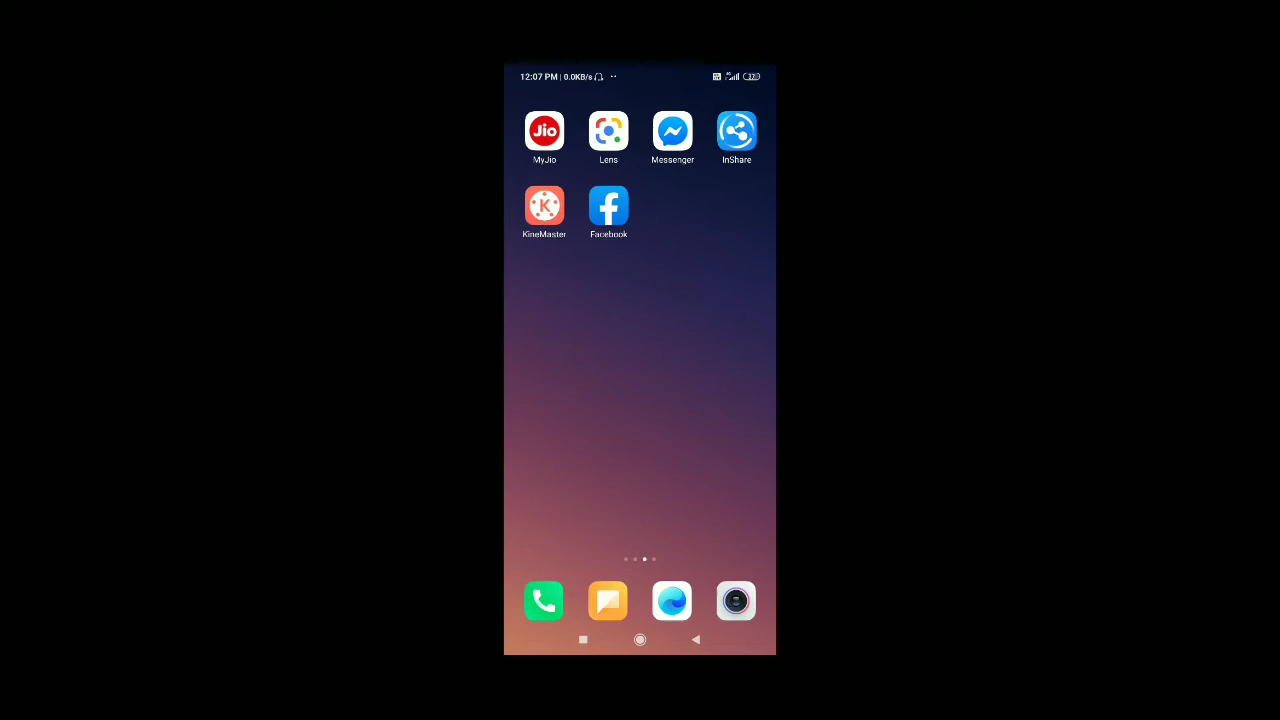 12:07 PM | 0.0KB/s
Jio
MyJio
Lens
Messenger
InShare
K
KineMaster
f
Facebook